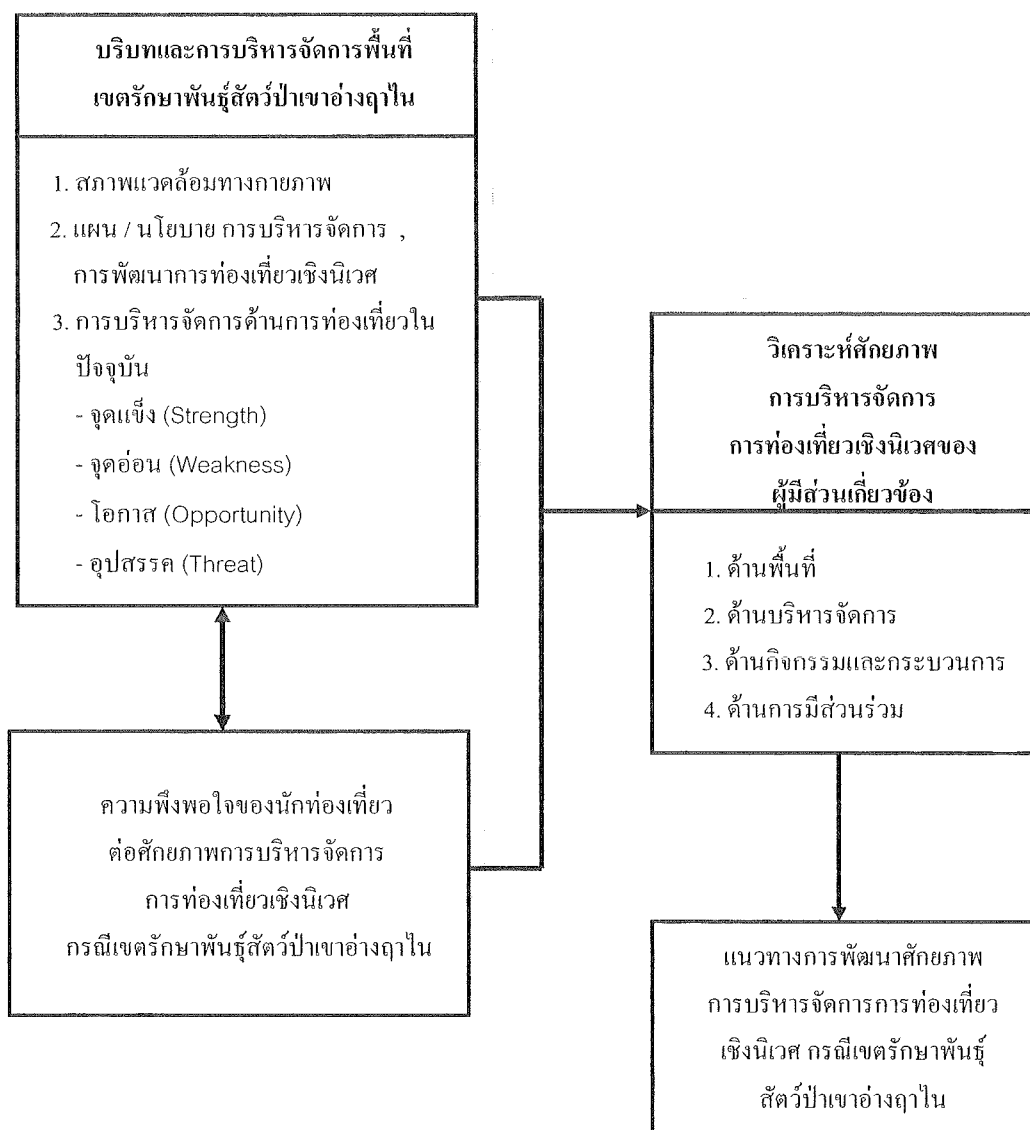 บริบทและการบริหารจัดการพื้นที่
เขตรักษาพันธุ์สัตว์ป่าเขาอ่างฤาไน
1. สภาพแวดล้อมทางกายภาพ
2. แผน / นโยบาย การบริหารจัดการ ,
การพัฒนาการท่องเที่ยวเชิงนิเวศ
3. การบริหารจัดการด้านการท่องเที่ยวใน
ปัจจุบัน
- จุดแข็ง (Strength)
- จุดอ่อน (Weakness)
- โอกาส (Opportunity)
- อุปสรรค (Threat)
ความพึงพอใจของนักท่องเที่ยว
ต่อศักยภาพการบริหารจัดการ
การท่องเที่ยวเชิงนิเวศ
กรณีเขตรักษาพันธุ์สัตว์ป่าเขาอ่างฤาไน
วิเคราะห์ศักยภาพ
การบริหารจัดการ
การท่องเที่ยวเชิงนิเวศของ
ผู้มีส่วนเกี่ยวข้อง
1. ด้านพื้นที่
2. ด้านบริหารจัดการ
3. ด้านกิจกรรมและกระบวนการ
4. ด้านการมีส่วนร่วม
แนวทางการพัฒนาศักยภาพ
การบริหารจัดการการท่องเที่ยว
เชิงนิเวศ กรณีเขตรักษาพันธุ์
สัตว์ป่าเขาอ่างฤาไน